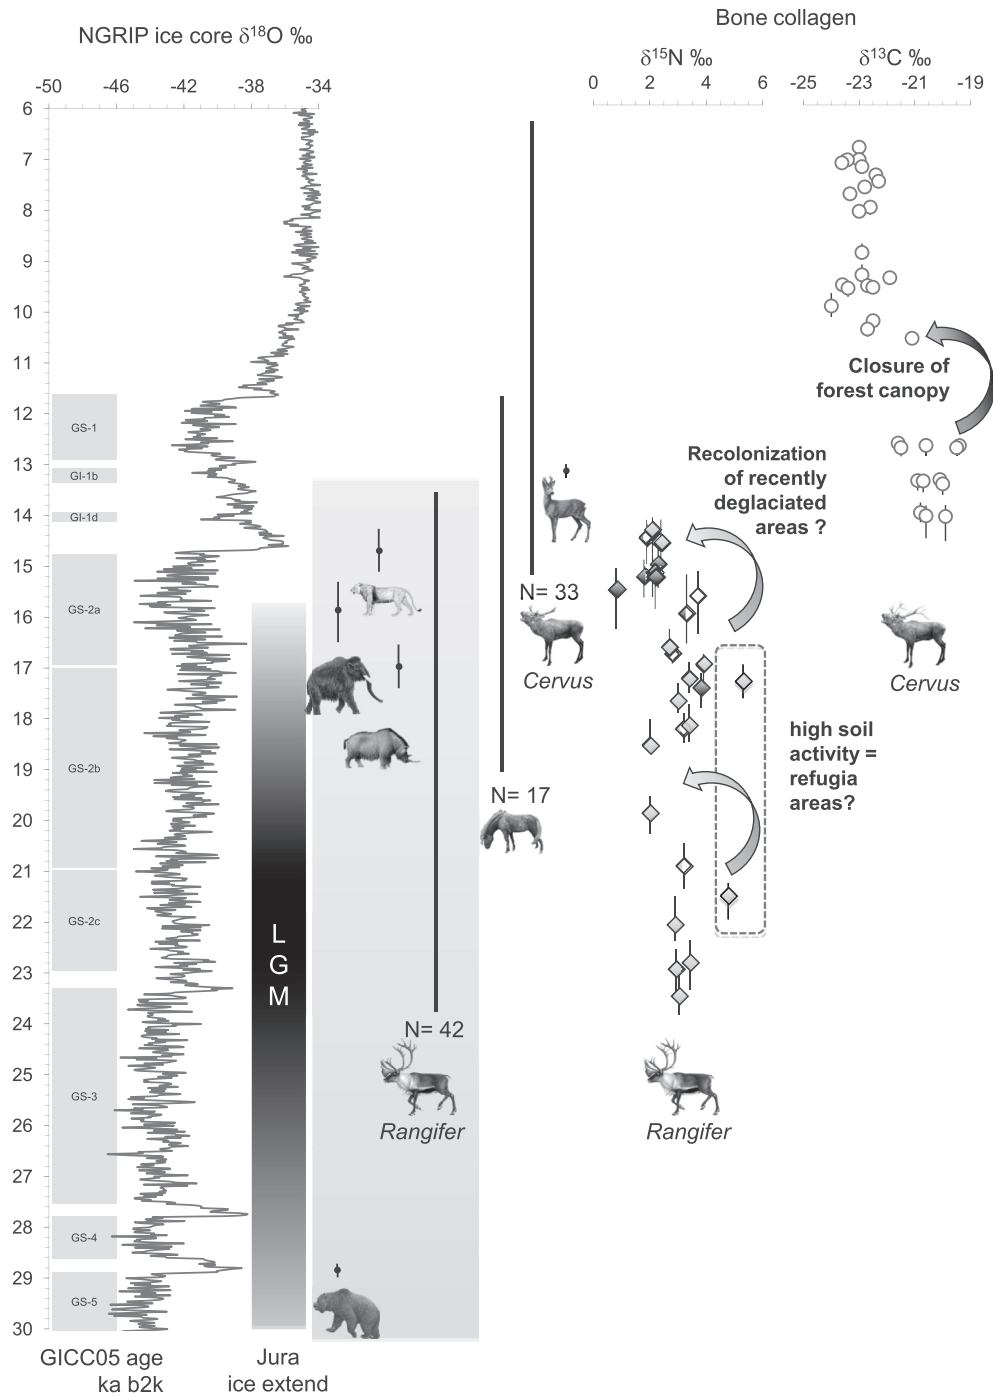 Bone collagen
NGRIP ice core δ¹⁸O ‰
δ¹⁵N ‰
δ¹³C ‰
-50 -46 -42 -38 -34
0 2 4 6
-25 -23 -21 -19
6
7
8
9
10
11
12
13
14
15
16
17
18
19
20
21
22
23
24
25
26
27
28
29
30
GS-1
GI-1b
GI-1d
GS-2a
GS-2b
GS-2c
GS-3
GS-4
GS-5
L
G
M
Closure of
forest canopy
Recolonization
of recently
deglaciated
areas ?
N= 33
Cervus
Cervus
high soil
activity =
refugia
areas?
N= 17
N= 42
Rangifer
Rangifer
GICC05 age
ka b2k
Jura
ice extend